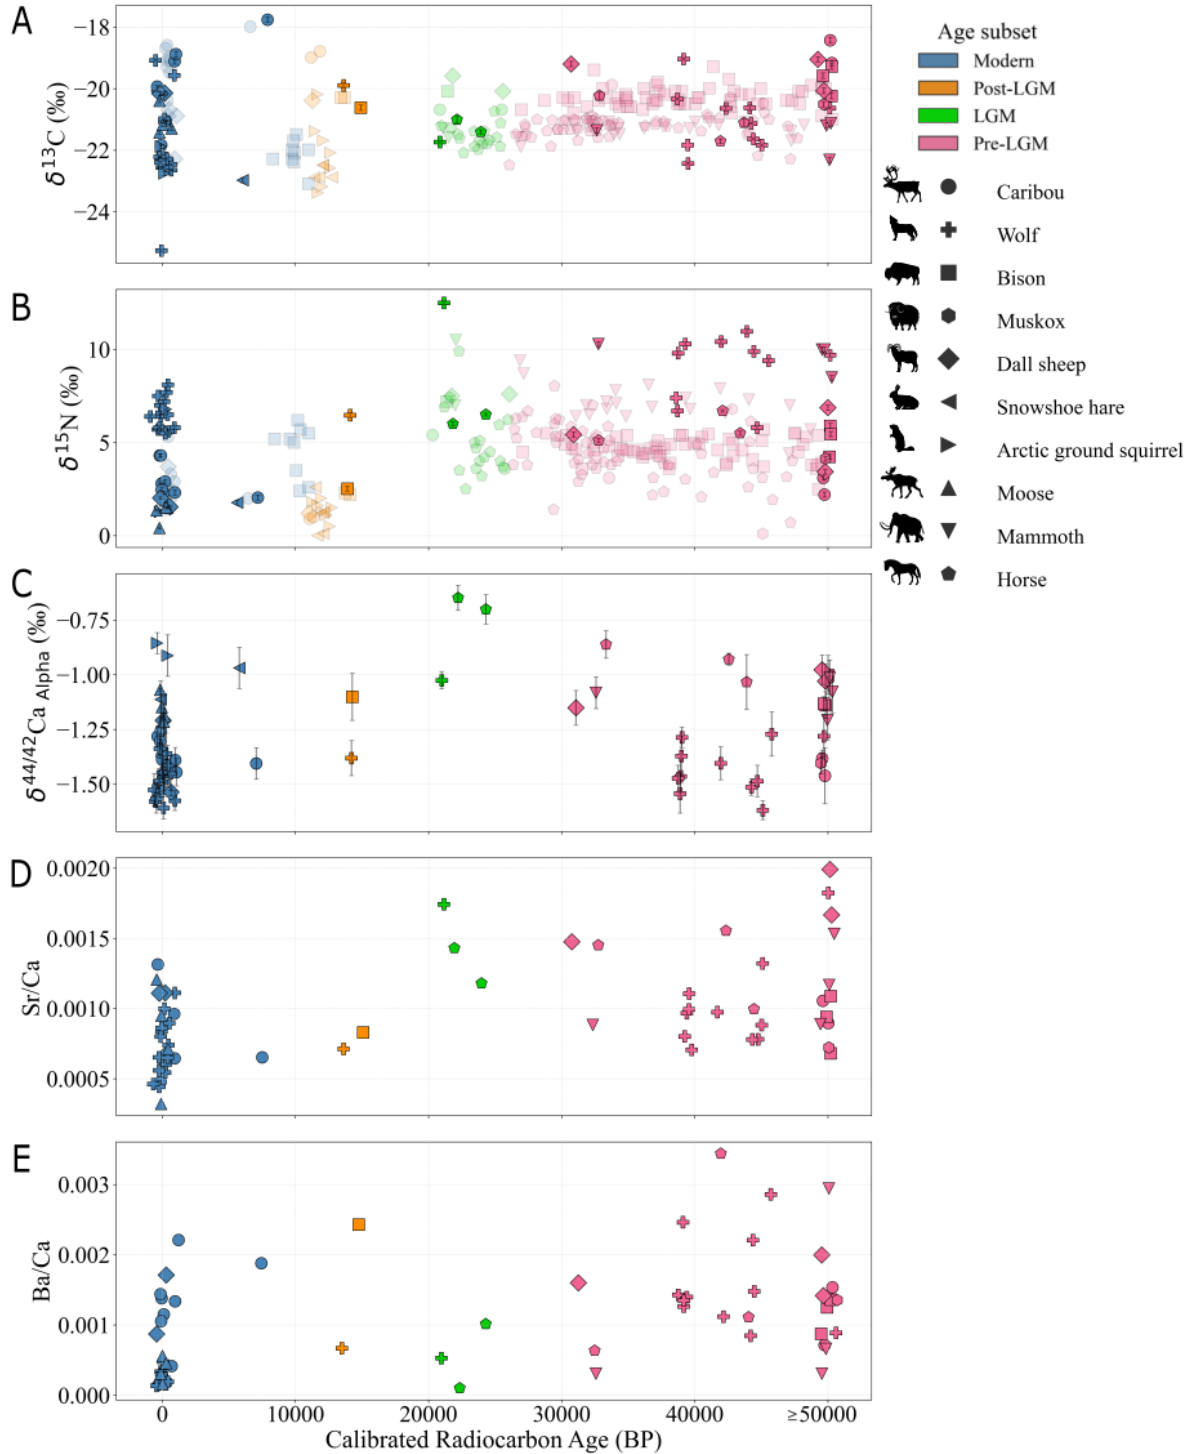 A
δ13C (‰)
−18
−20
−22
−24
B
δ15N (‰)
10
5
0
C
δ44/42Ca Alpha (‰)
−0.75
−1.00
−1.25
−1.50
D
Sr/Ca
0.0020
0.0015
0.0010
0.0005
E
Ba/Ca
0.003
0.002
0.001
0.000
0 10000 20000 30000 40000 ≥50000
Calibrated Radiocarbon Age (BP)
Age subset
Modern
Post-LGM
LGM
Pre-LGM
Caribou
Wolf
Bison
Muskox
Dall sheep
Snowshoe hare
Arctic ground squirrel
Moose
Mammoth
Horse